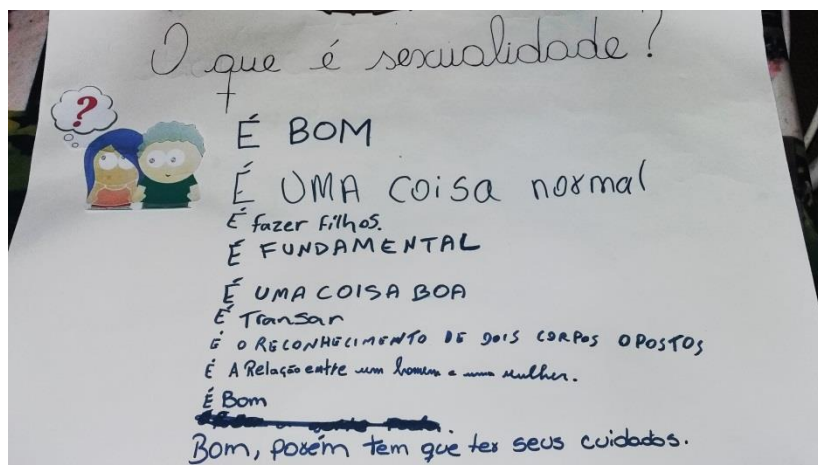 O que é sexualidade?
?
É BOM
É UMA COISA normal
É fazer filhos.
É FUNDAMENTAL
É UMA COISA BOA
É Transar
É O RECONHECIMENTO DE DOIS CORPOS OPOSTOS
É A Relação entre um homem e uma mulher.
É Bom
Bom, porém tem que ter seus cuidados.